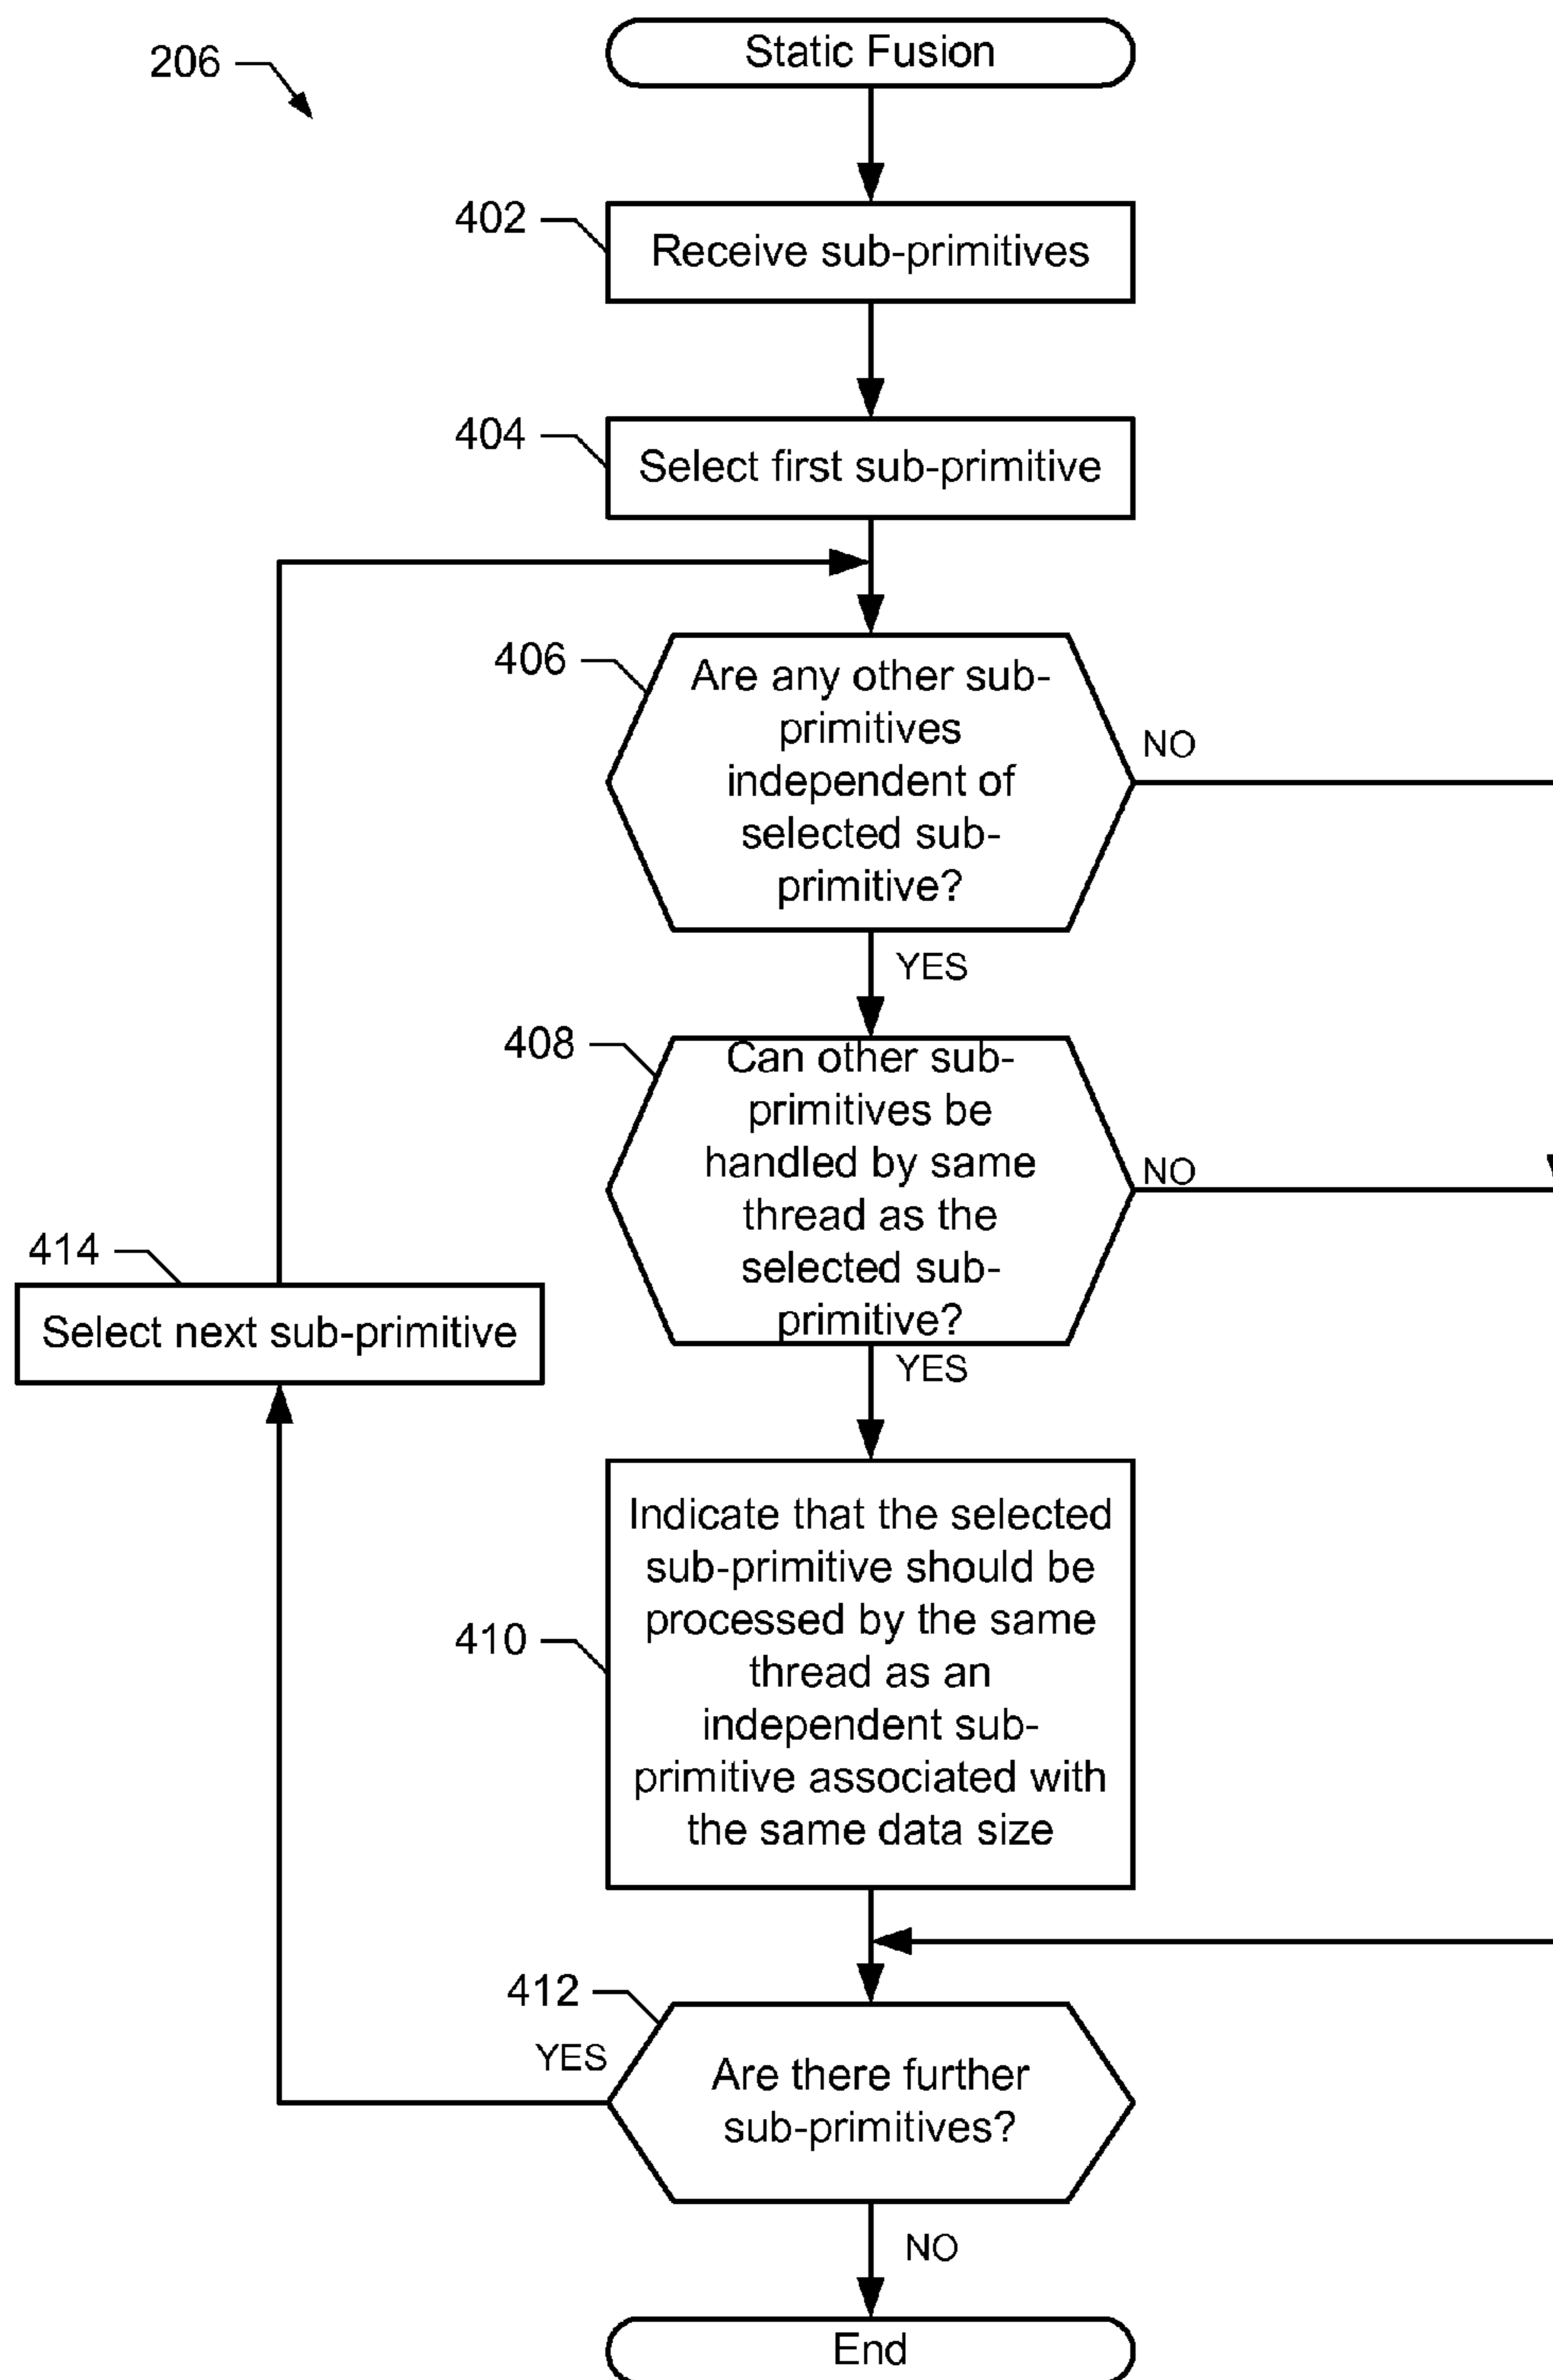 206
Static Fusion
402
Receive sub-primitives
404
Select first sub-primitive
406
Are any other sub-
primitives
independent of
selected sub-
primitive?
NO
YES
408
Can other sub-
primitives be
handled by same
thread as the
selected sub-
primitive?
NO
YES
414
Select next sub-primitive
410
Indicate that the selected
sub-primitive should be
processed by the same
thread as an
independent sub-
primitive associated with
the same data size
412
YES
Are there further
sub-primitives?
NO
End